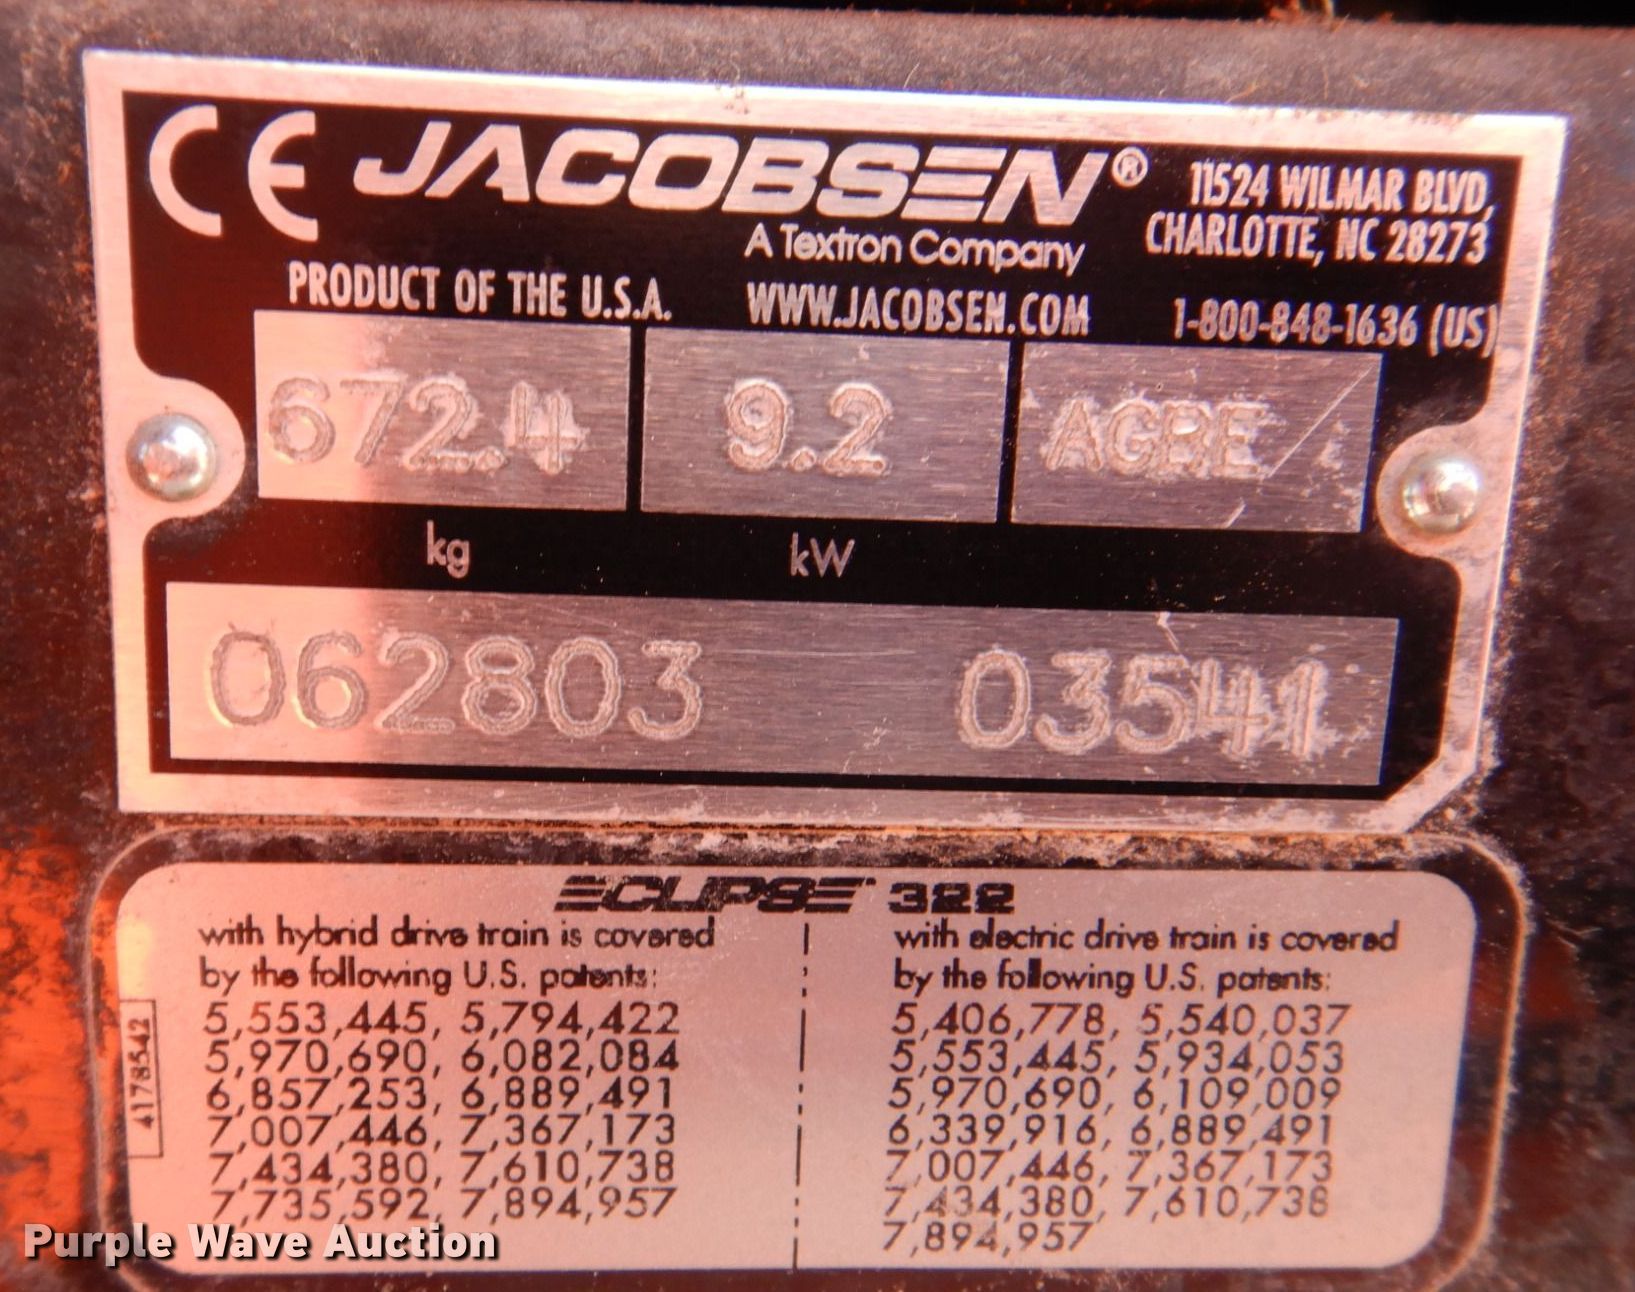 CE JACOBSEN®
A Textron Company
11524 WILMAR BLVD,
CHARLOTTE, NC 28273
PRODUCT OF THE U.S.A.
WWW.JACOBSEN.COM
1-800-848-1636 (US)
672.4 9.2 AGBE
kg kW
062803 03541
ECLIPSE 322
with hybrid drive train is covered
by the following U.S. patents:
5,553,445, 5,794,422
5,970,690, 6,082,084
6,857,253, 6,889,491
7,007,446, 7,367,173
7,434,380, 7,610,738
7,735,592, 7,894,957
with electric drive train is covered
by the following U.S. patents:
5,406,778, 5,540,037
5,553,445, 5,934,053
5,970,690, 6,109,009
6,339,916, 6,889,491
7,007,446, 7,367,173
7,434,380, 7,610,738
7,894,957
4178542
Purple Wave Auction